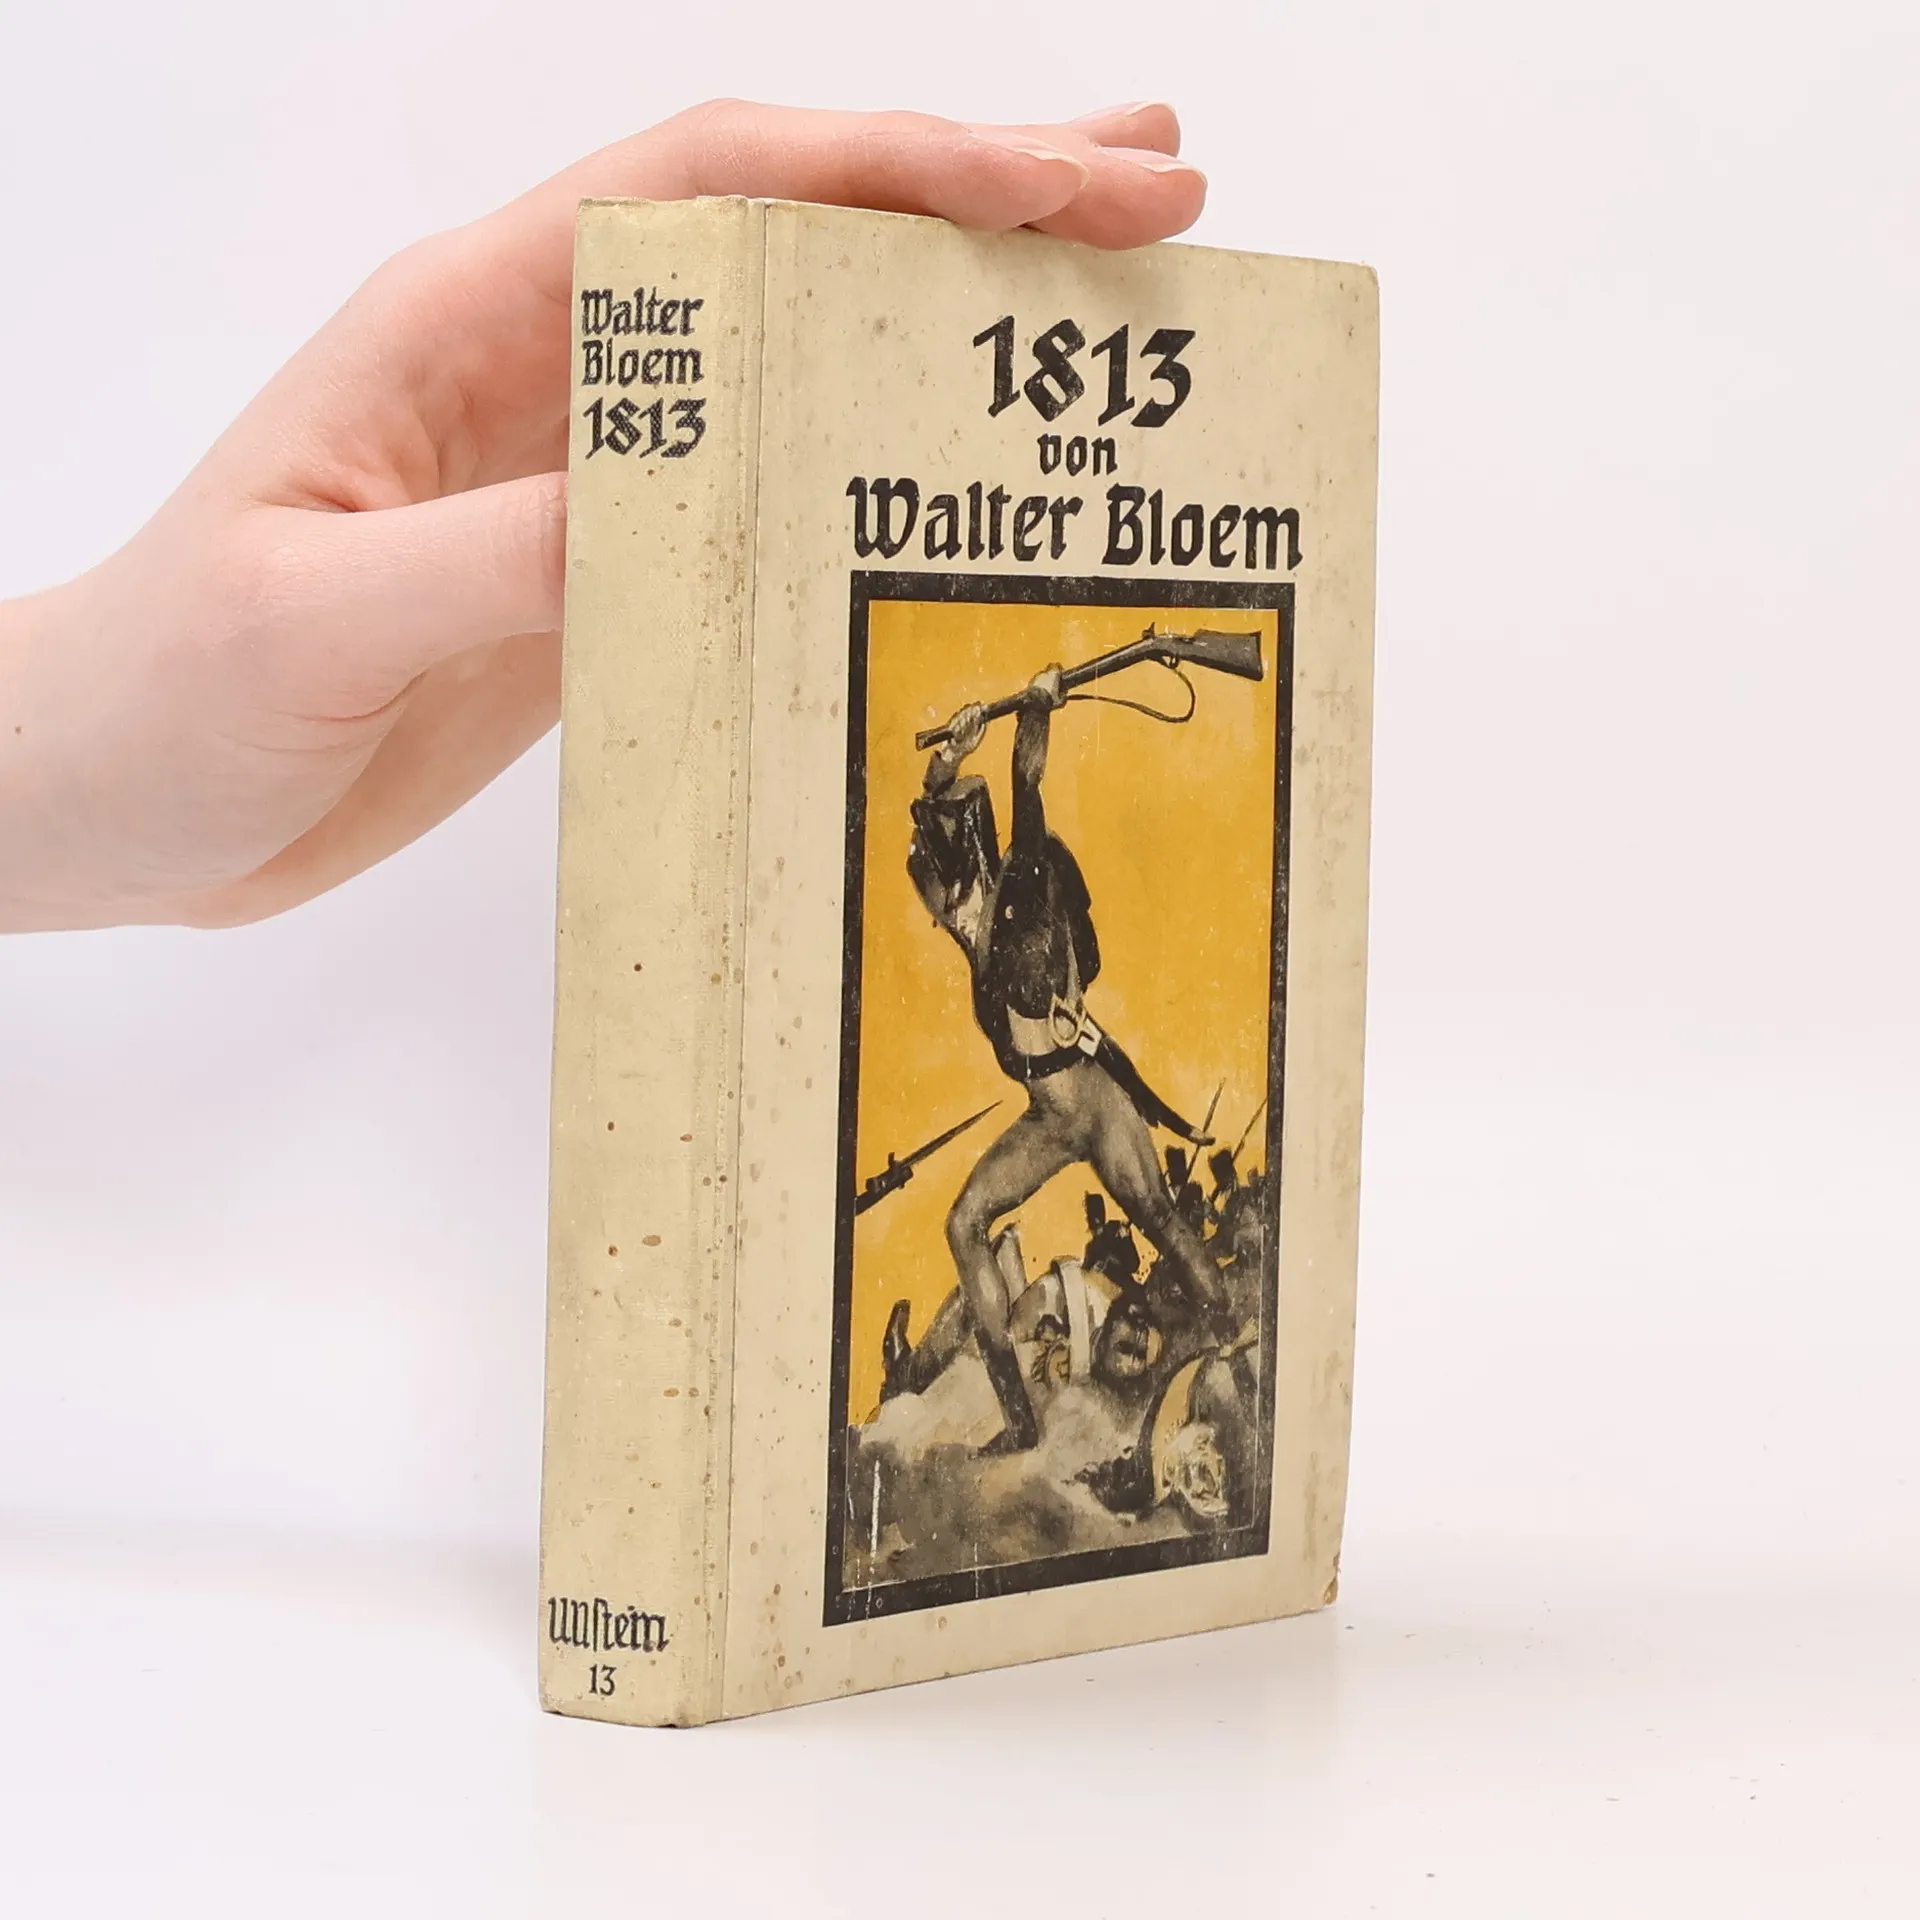 Walter
Bloem
1813
Ullstein
13
1813
von
Walter Bloem